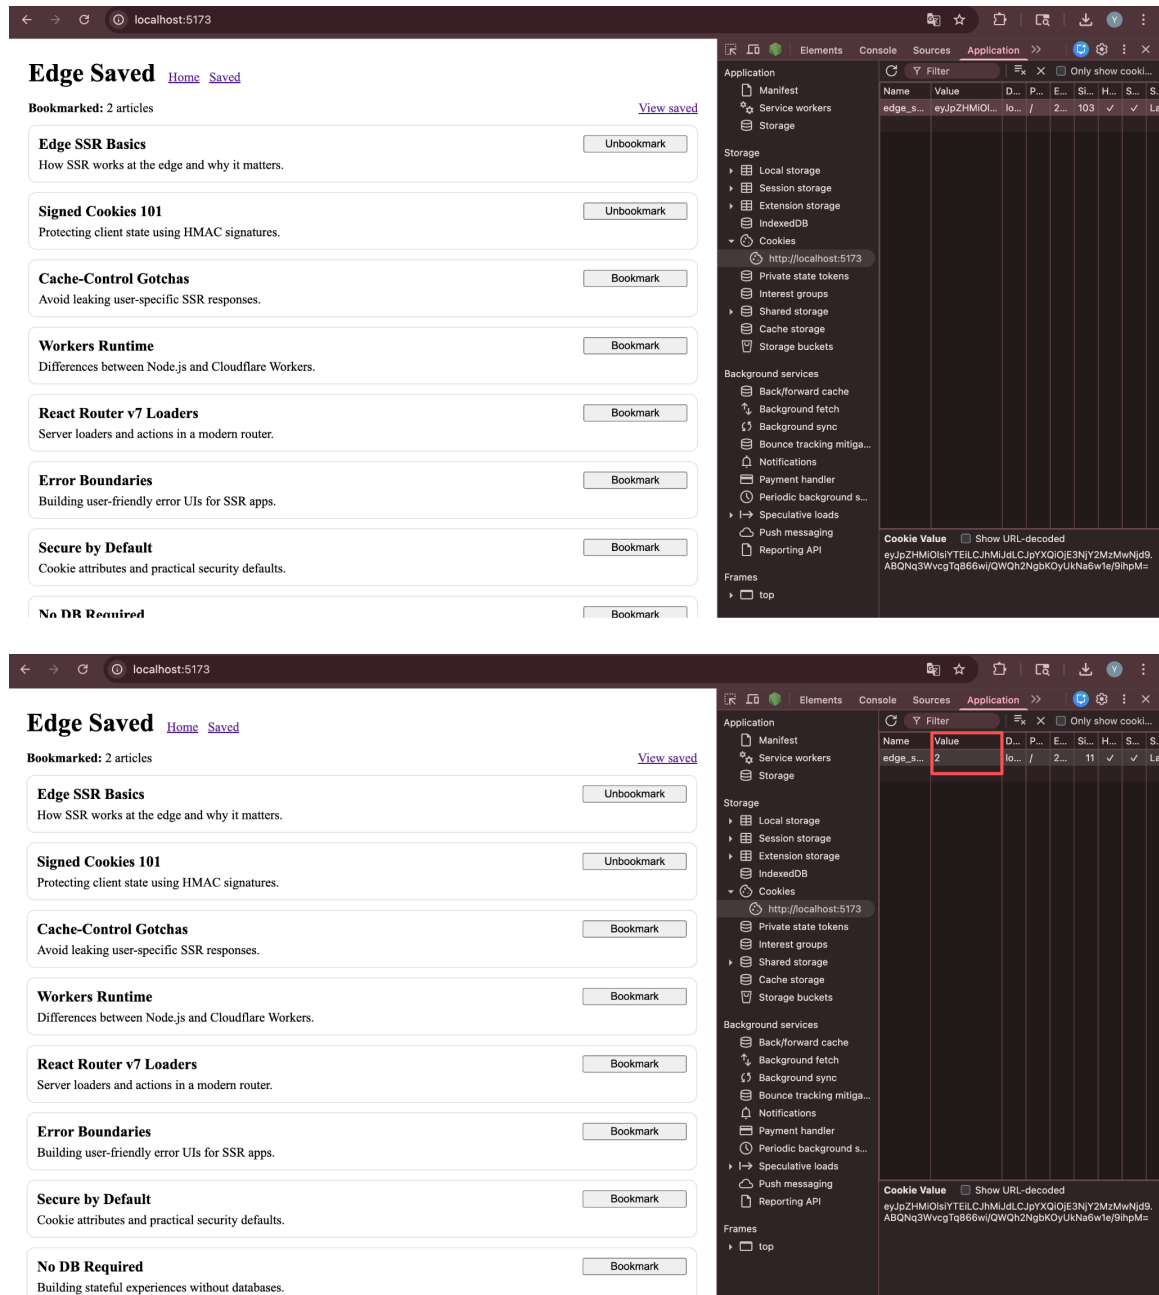 localhost:5173
Elements Console Sources Application
Edge Saved Home Saved
Bookmarked: 2 articles View saved
Edge SSR Basics Unbookmark
How SSR works at the edge and why it matters.
Signed Cookies 101 Unbookmark
Protecting client state using HMAC signatures.
Cache-Control Gotchas Bookmark
Avoid leaking user-specific SSR responses.
Workers Runtime Bookmark
Differences between Node.js and Cloudflare Workers.
React Router v7 Loaders Bookmark
Server loaders and actions in a modern router.
Error Boundaries Bookmark
Building user-friendly error UIs for SSR apps.
Secure by Default Bookmark
Cookie attributes and practical security defaults.
No DB Required Bookmark
Application
Manifest
Service workers
Storage
Storage
Local storage
Session storage
Extension storage
IndexedDB
Cookies
http://localhost:5173
Private state tokens
Interest groups
Shared storage
Cache storage
Storage buckets
Background services
Back/forward cache
Background fetch
Background sync
Bounce tracking mitiga...
Notifications
Payment handler
Periodic background s...
Speculative loads
Push messaging
Reporting API
Frames
top
Filter Only show cooki...
Name Value D... P... E... Si... H... S... S.
edge_s... eyJpZHMiOI... lo... / 2... 103 ✓ ✓ La
Cookie Value Show URL-decoded
eyJpZHMiOlsiYTEiLCJhMiJdLCJpYXQiOjE3NjY2MzMwNjd9.
ABQNq3WvcgTq866wi/QWQh2NgbKOyUkNa6w1e/9ihpM=
localhost:5173
Elements Console Sources Application
Edge Saved Home Saved
Bookmarked: 2 articles View saved
Edge SSR Basics Unbookmark
How SSR works at the edge and why it matters.
Signed Cookies 101 Unbookmark
Protecting client state using HMAC signatures.
Cache-Control Gotchas Bookmark
Avoid leaking user-specific SSR responses.
Workers Runtime Bookmark
Differences between Node.js and Cloudflare Workers.
React Router v7 Loaders Bookmark
Server loaders and actions in a modern router.
Error Boundaries Bookmark
Building user-friendly error UIs for SSR apps.
Secure by Default Bookmark
Cookie attributes and practical security defaults.
No DB Required Bookmark
Building stateful experiences without databases.
Application
Manifest
Service workers
Storage
Storage
Local storage
Session storage
Extension storage
IndexedDB
Cookies
http://localhost:5173
Private state tokens
Interest groups
Shared storage
Cache storage
Storage buckets
Background services
Back/forward cache
Background fetch
Background sync
Bounce tracking mitiga...
Notifications
Payment handler
Periodic background s...
Speculative loads
Push messaging
Reporting API
Frames
top
Filter Only show cooki...
Name Value D... P... E... Si... H... S... S.
edge_s... 2 lo... / 2... 11 ✓ ✓ La
Cookie Value Show URL-decoded
eyJpZHMiOlsiYTEiLCJhMiJdLCJpYXQiOjE3NjY2MzMwNjd9.
ABQNq3WvcgTq866wi/QWQh2NgbKOyUkNa6w1e/9ihpM=